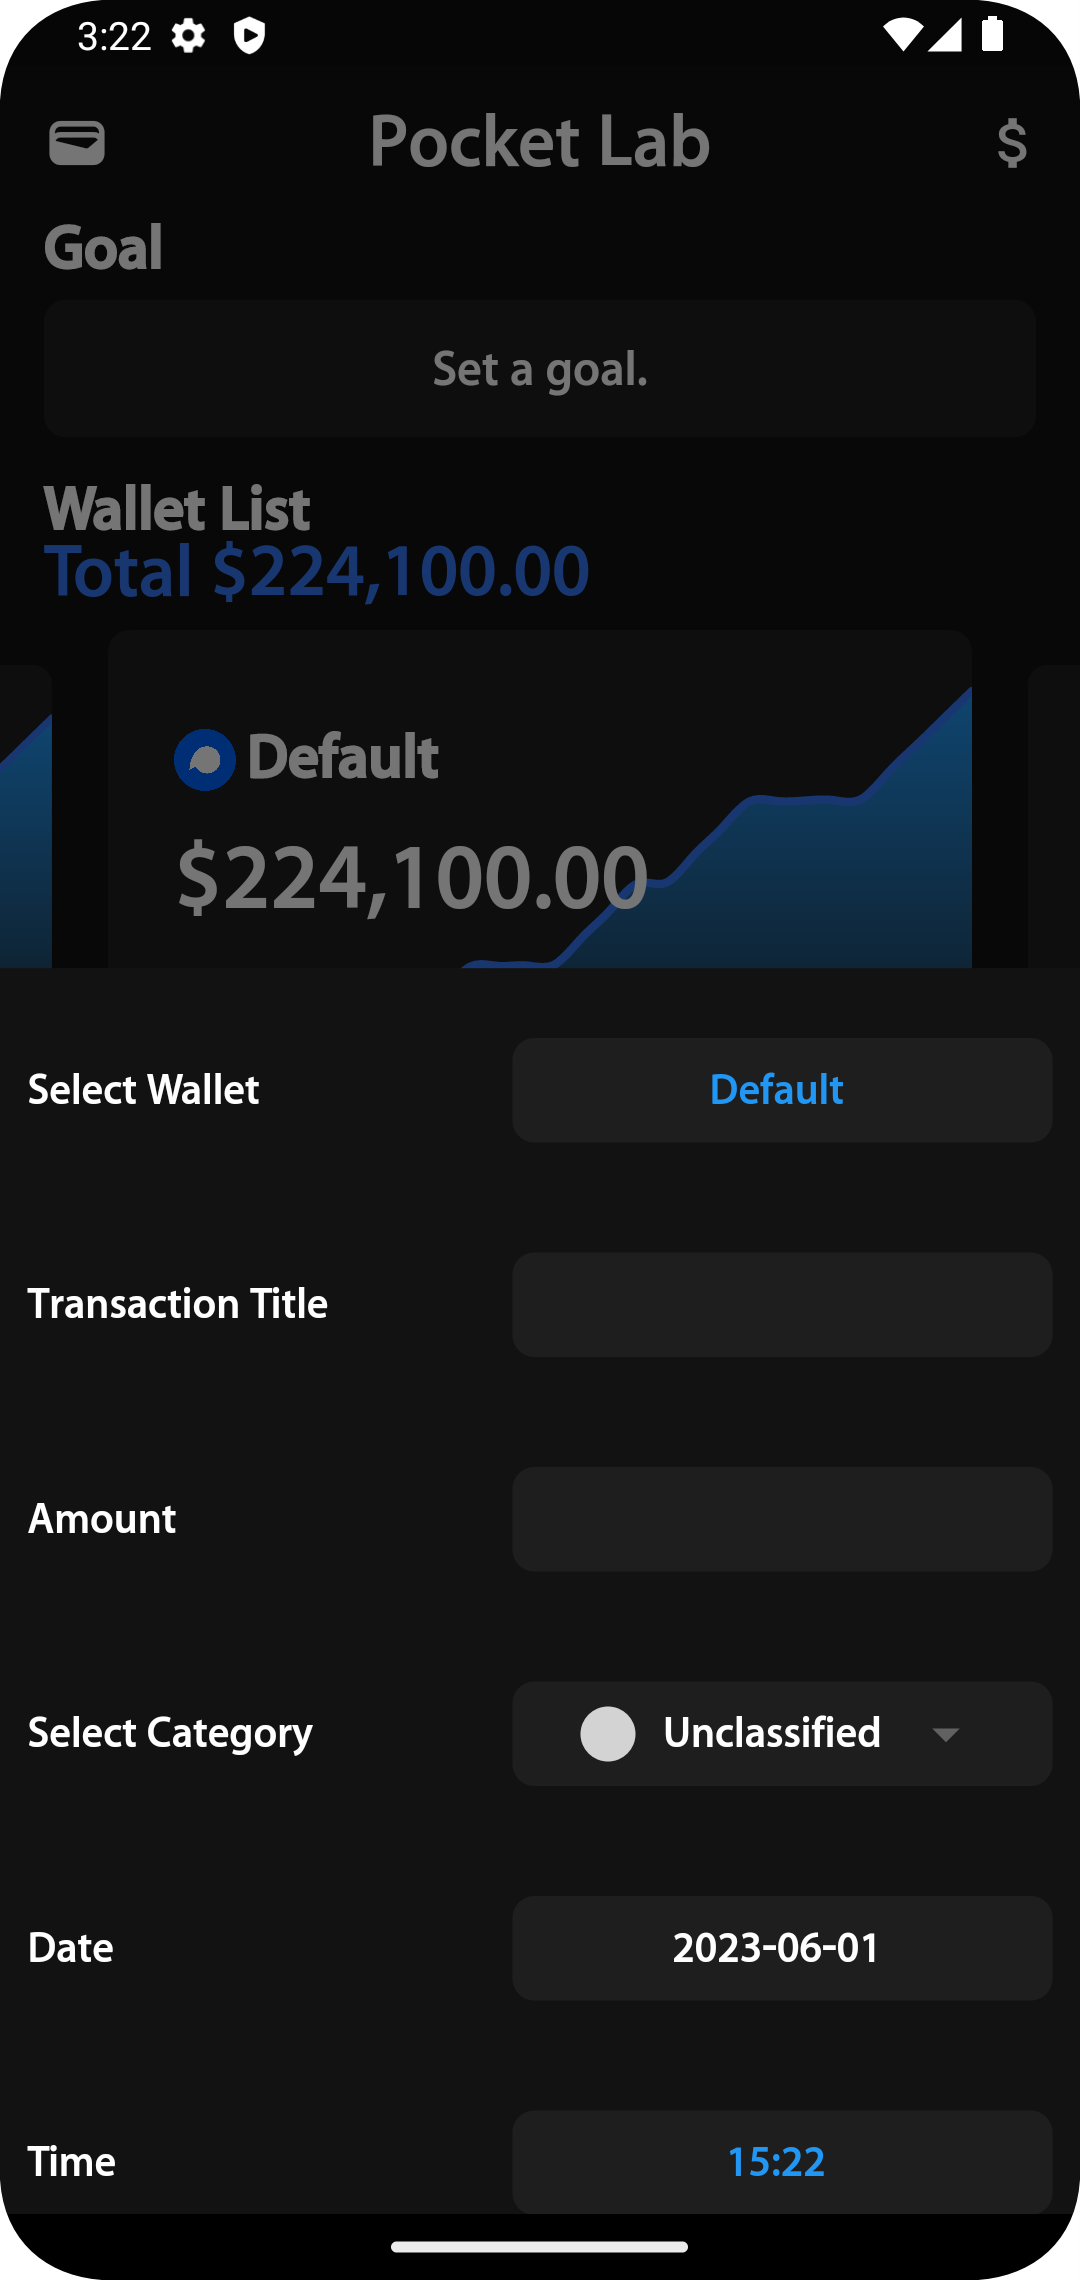 3:22
Pocket Lab
$
Goal
Set a goal.
Wallet List
Total $224,100.00
Default
$224,100.00
Select Wallet
Default
Transaction Title
Amount
Select Category
Unclassified
Date
2023-06-01
Time
15:22